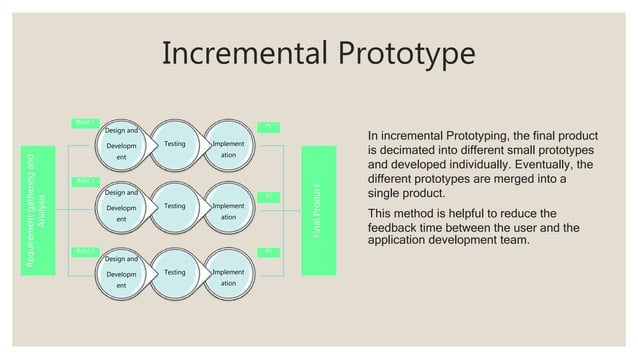 Incremental Prototype
Requirement gathering and
Analysis
Build 1
Design and
Developm
ent
Testing
Implement
ation
P1
Build 2
Design and
Developm
ent
Testing
Implement
ation
P2
Build 3
Design and
Developm
ent
Testing
Implement
ation
P3
Final Product
In incremental Prototyping, the final product
is decimated into different small prototypes
and developed individually. Eventually, the
different prototypes are merged into a
single product.
This method is helpful to reduce the
feedback time between the user and the
application development team.